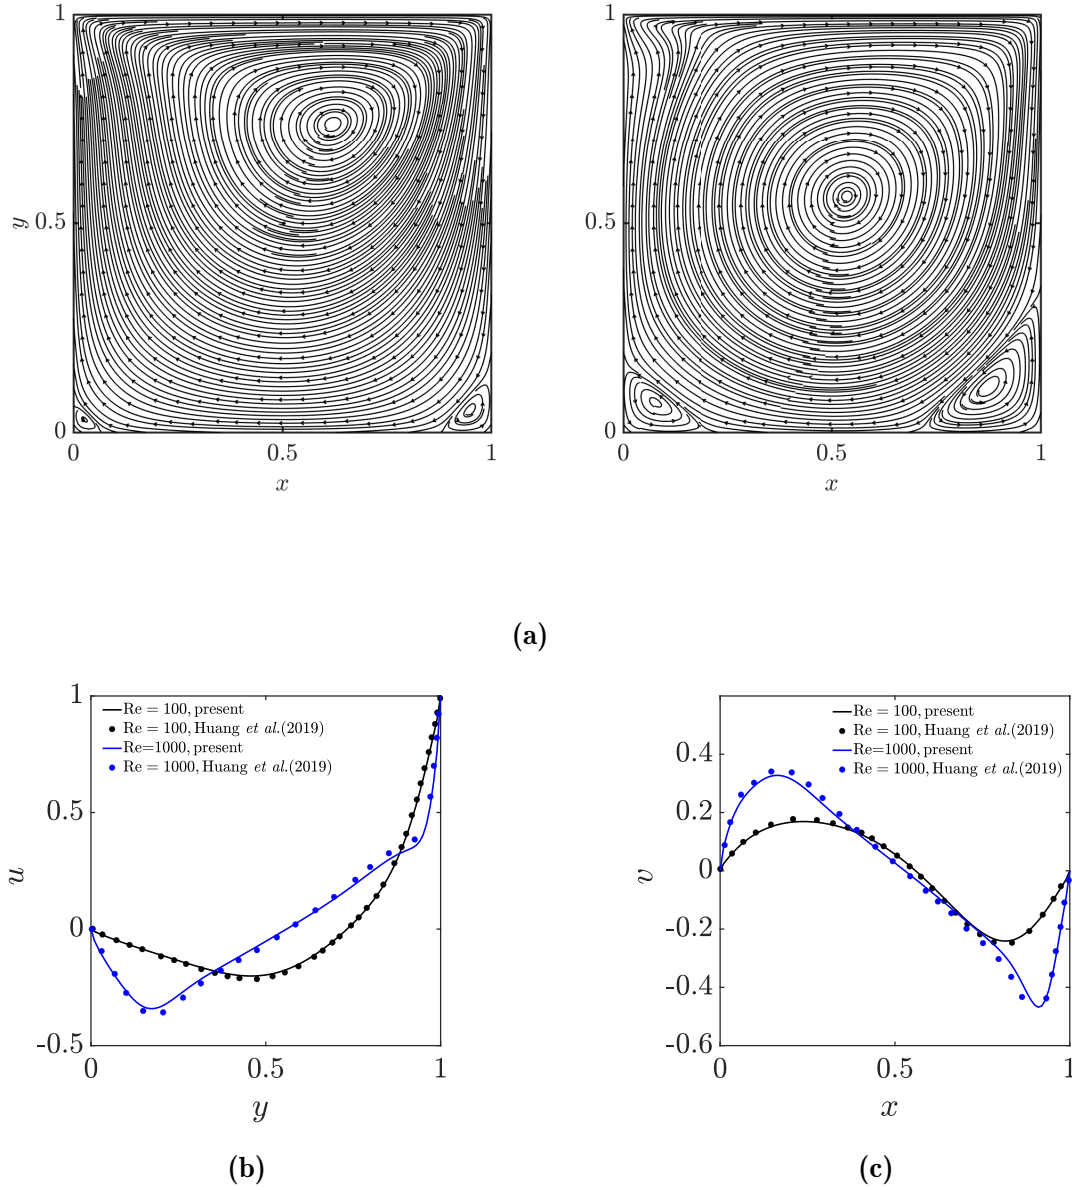 1
y
0.5
0
0
0.5
1
x
1
0.5
0
0
0.5
1
x
(a)
1
0.5
0
-0.5
u
Re = 100, present
Re = 100, Huang et al.(2019)
Re=1000, present
Re = 1000, Huang et al.(2019)
0
0.5
1
y
(b)
0.4
0.2
0
-0.2
-0.4
-0.6
v
Re = 100, present
Re = 100, Huang et al.(2019)
Re=1000, present
Re = 1000, Huang et al.(2019)
0
0.5
1
x
(c)